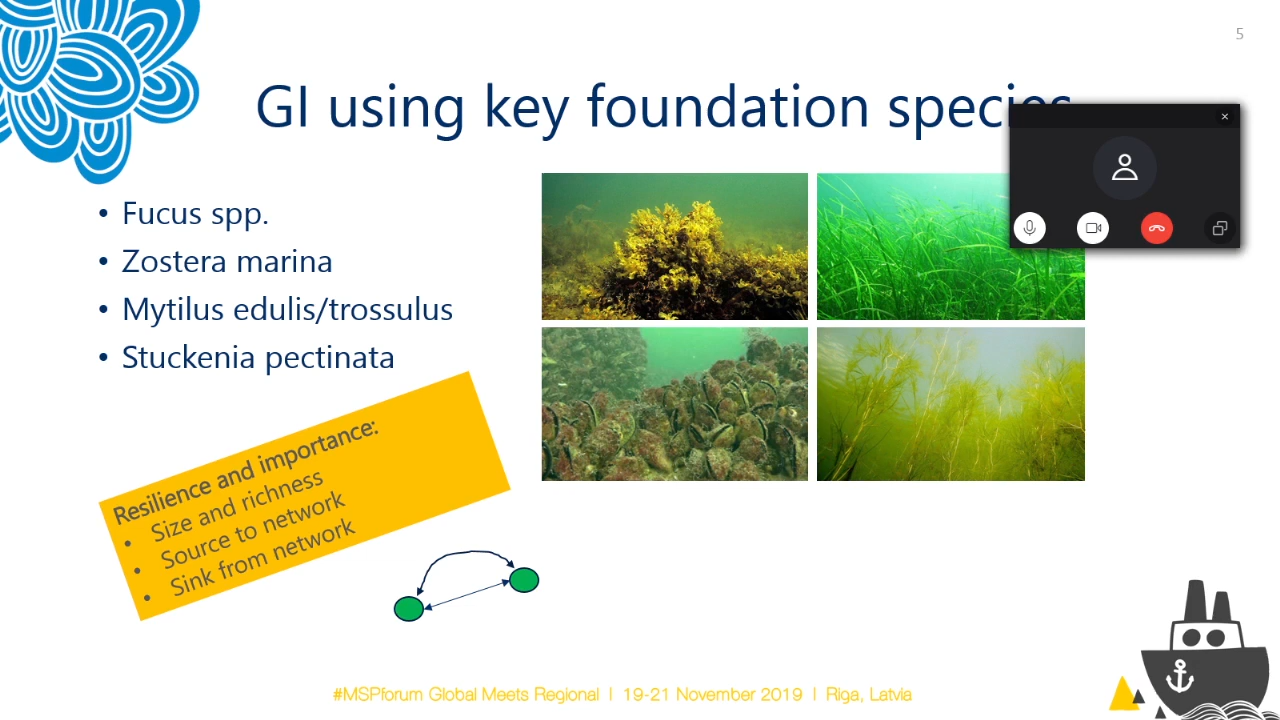 5
GI using key foundation species
• Fucus spp.
• Zostera marina
• Mytilus edulis/trossulus
• Stuckenia pectinata
Resilience and importance:
• Size and richness
• Source to network
• Sink from network
#MSPforum Global Meets Regional | 19-21 November 2019 | Riga, Latvia